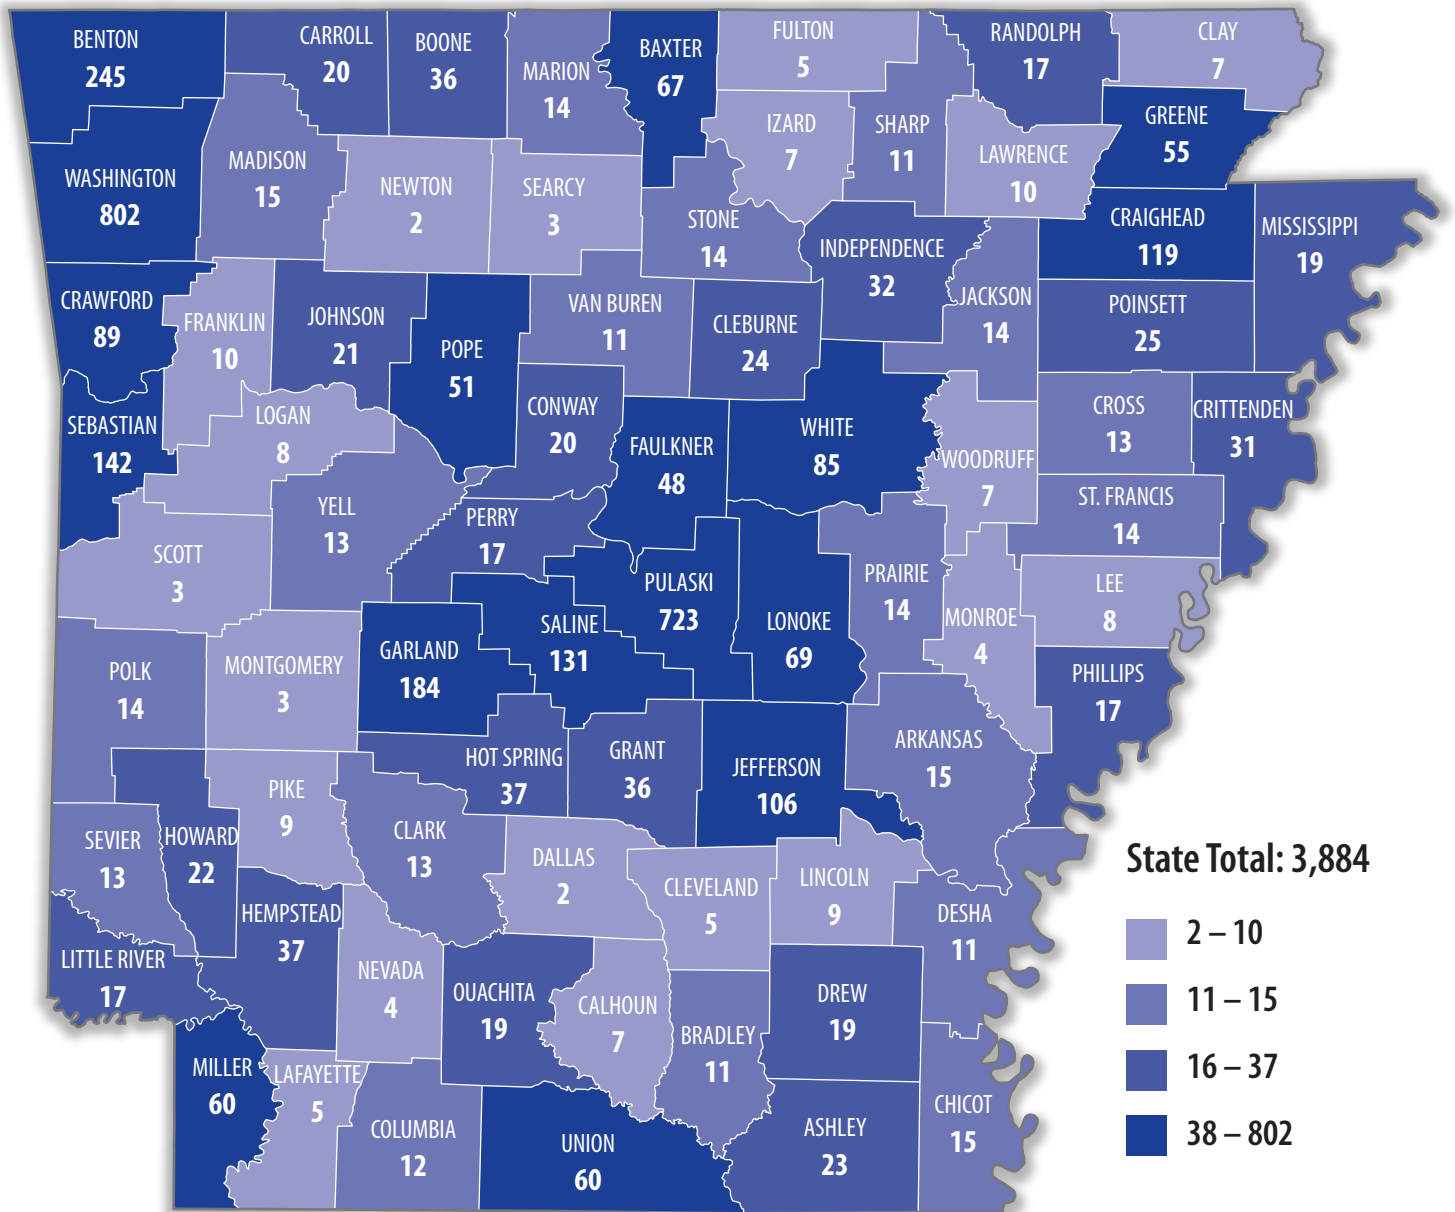 BENTON
245
CARROLL
20
BOONE
36
MARION
14
BAXTER
67
FULTON
5
RANDOLPH
17
CLAY
7
IZARD
7
SHARP
11
LAWRENCE
10
GREENE
55
WASHINGTON
802
MADISON
15
NEWTON
2
SEARCY
3
STONE
14
INDEPENDENCE
32
CRAIGHEAD
119
MISSISSIPPI
19
CRAWFORD
89
FRANKLIN
10
JOHNSON
21
POPE
51
VAN BUREN
11
CLEBURNE
24
JACKSON
14
POINSETT
25
SEBASTIAN
142
LOGAN
8
CONWAY
20
FAULKNER
48
WHITE
85
WOODRUFF
7
CROSS
13
CRITTENDEN
31
ST. FRANCIS
14
SCOTT
3
YELL
13
PERRY
17
PULASKI
723
LONOKE
69
PRAIRIE
14
MONROE
4
LEE
8
POLK
14
MONTGOMERY
3
GARLAND
184
SALINE
131
PHILLIPS
17
HOT SPRING
37
GRANT
36
JEFFERSON
106
ARKANSAS
15
SEVIER
13
HOWARD
22
PIKE
9
CLARK
13
DALLAS
2
CLEVELAND
5
LINCOLN
9
DESHA
11
LITTLE RIVER
17
HEMPSTEAD
37
NEVADA
4
OUACHITA
19
CALHOUN
7
BRADLEY
11
DREW
19
MILLER
60
LAFAYETTE
5
COLUMBIA
12
UNION
60
ASHLEY
23
CHICOT
15
State Total: 3,884
2 – 10
11 – 15
16 – 37
38 – 802